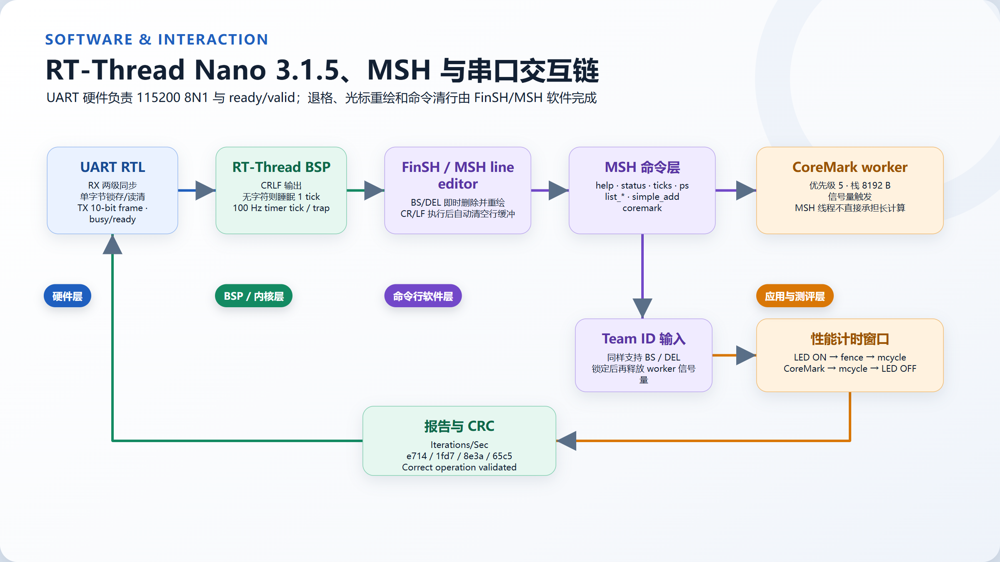 SOFTWARE & INTERACTION
RT-Thread Nano 3.1.5、MSH 与串口交互链
UART 硬件负责 115200 8N1 与 ready/valid；退格、光标重绘和命令清行由 FinSH/MSH 软件完成
UART RTL
RX 两级同步
单字节锁存/读清
TX 10-bit frame ·
busy/ready
RT-Thread BSP
CRLF 输出
无字符则睡眠 1 tick
100 Hz timer tick / trap
FinSH / MSH line
editor
BS/DEL 即时删除并重绘
CR/LF 执行后自动清空行缓冲
MSH 命令层
help · status · ticks · ps
list_* · simple_add
coremark
CoreMark worker
优先级 5 · 栈 8192 B
信号量触发
MSH 线程不直接承担长计算
硬件层
BSP / 内核层
命令行软件层
应用与测评层
Team ID 输入
同样支持 BS / DEL
锁定后再释放 worker 信号
量
性能计时窗口
LED ON → fence → mcycle
CoreMark → mcycle → LED OFF
报告与 CRC
Iterations/Sec
e714 / 1fd7 / 8e3a / 65c5
Correct operation validated